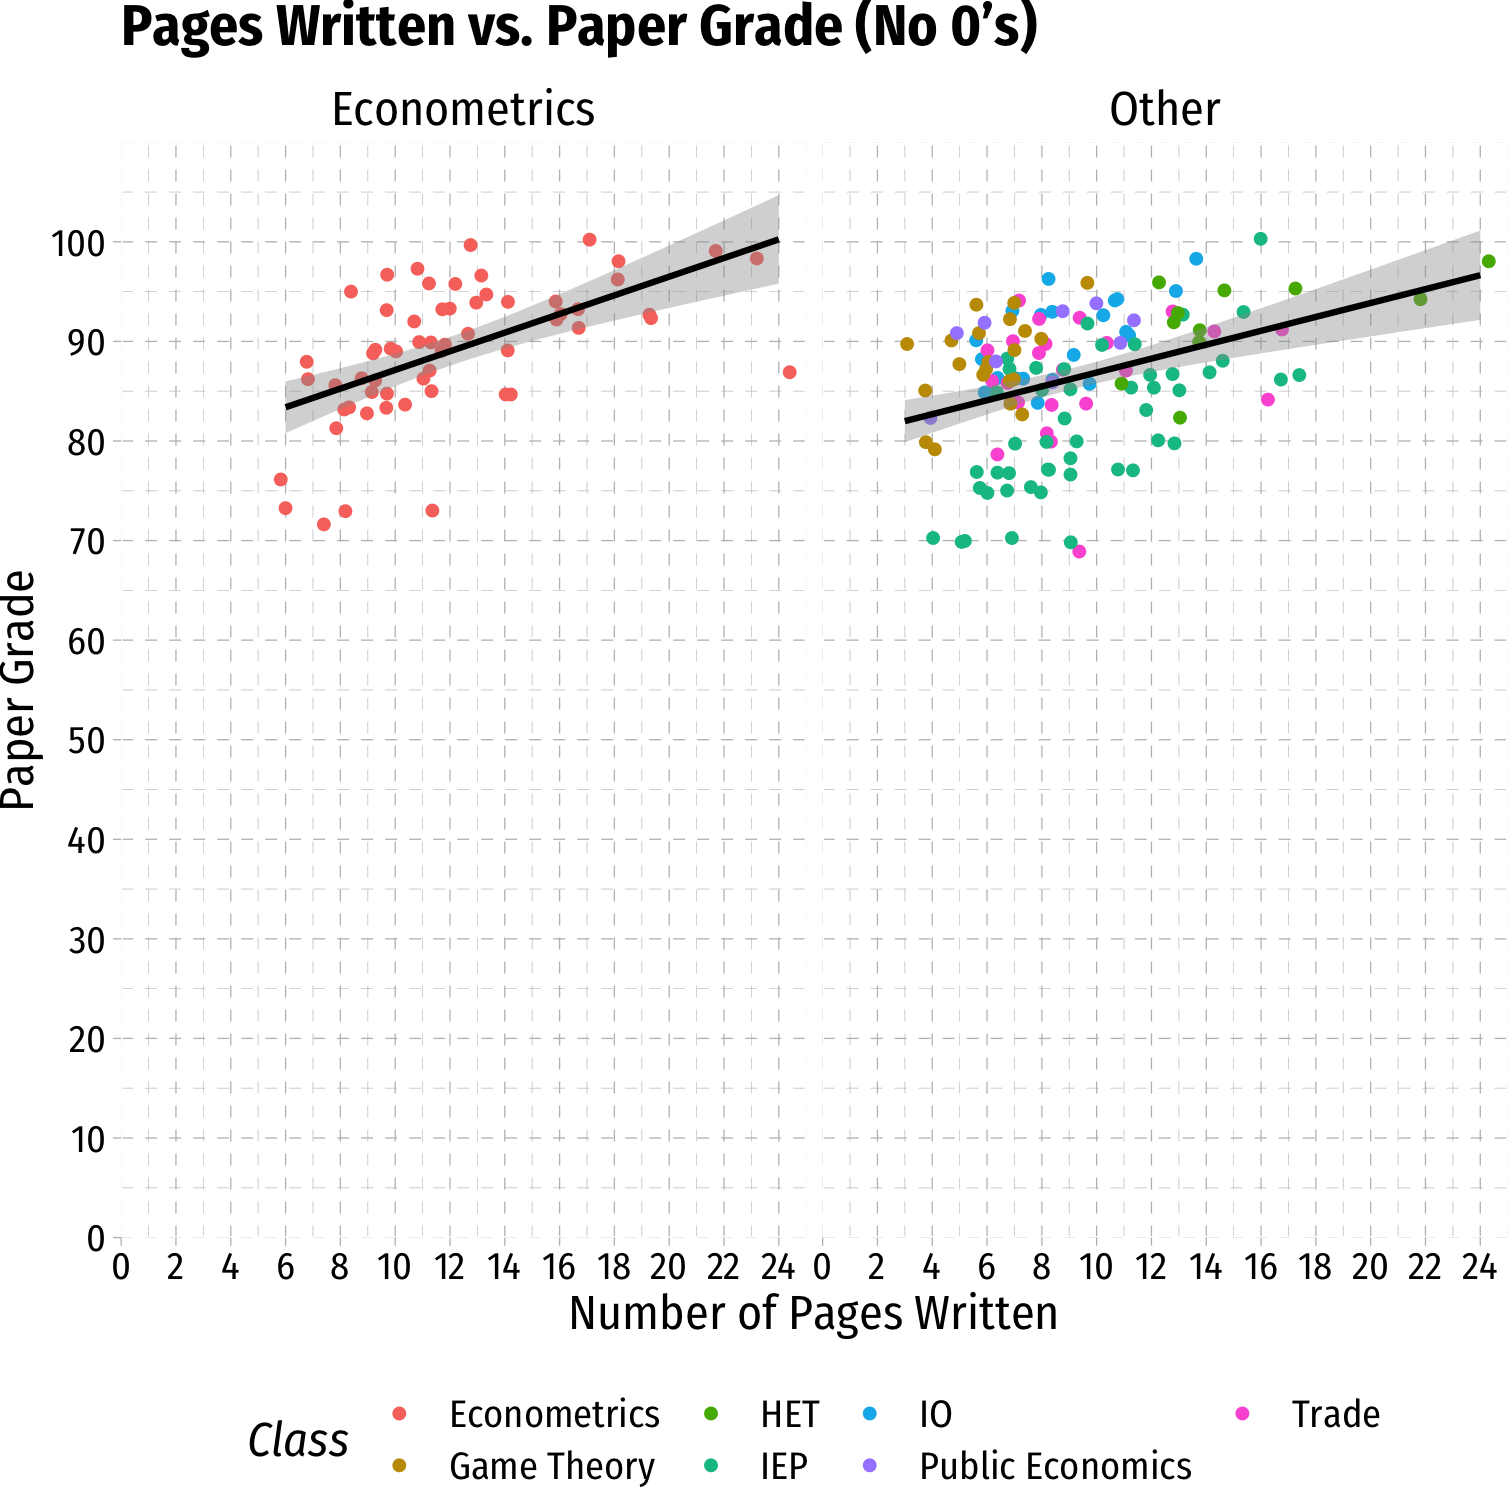 Pages Written vs. Paper Grade (No 0’s)
Econometrics
Other
Paper Grade
100
90
80
70
60
50
40
30
20
10
0
0 2 4 6 8 10 12 14 16 18 20 22 24
0 2 4 6 8 10 12 14 16 18 20 22 24
Number of Pages Written
Class
Econometrics HET IO Trade
Game Theory IEP Public Economics